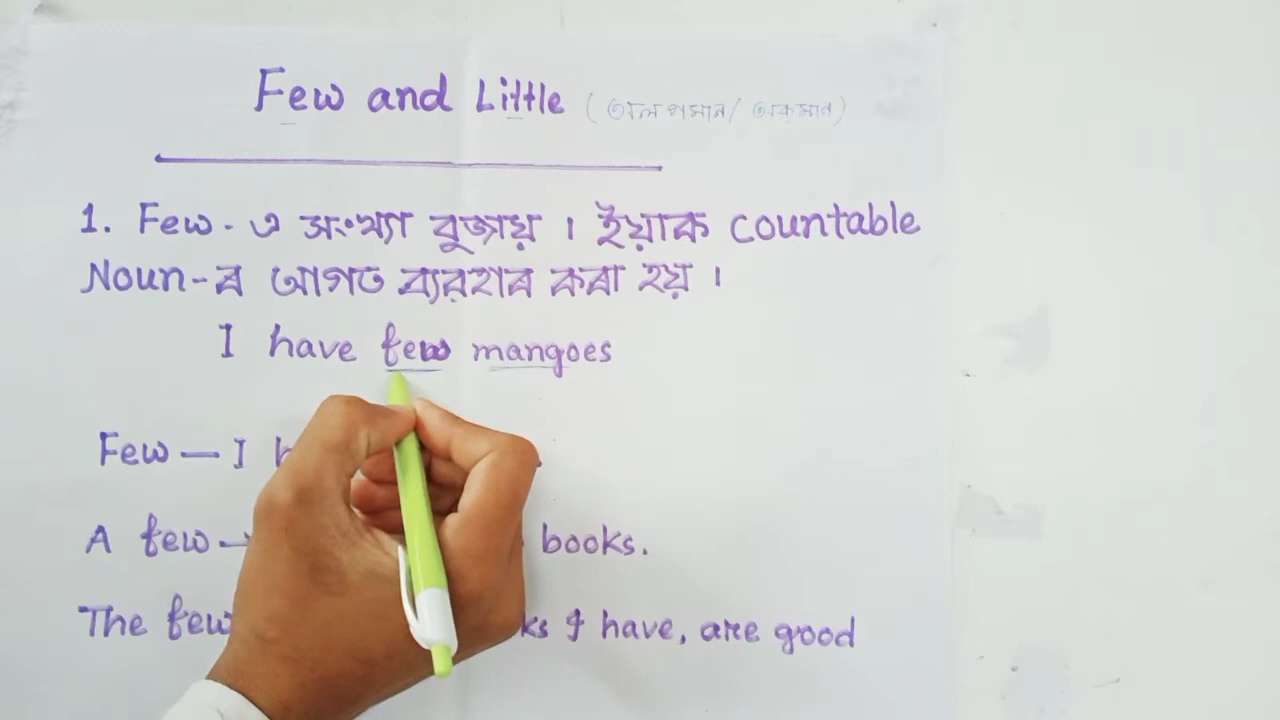 Few and Little
1. Few - এ সংখ্যা বুজায় । ইয়াক countable
Noun-ৰ আগত ব্যৱহাৰ কৰা হয় ।
I have few mangoes
Few — I
A few books.
The few I have, are good